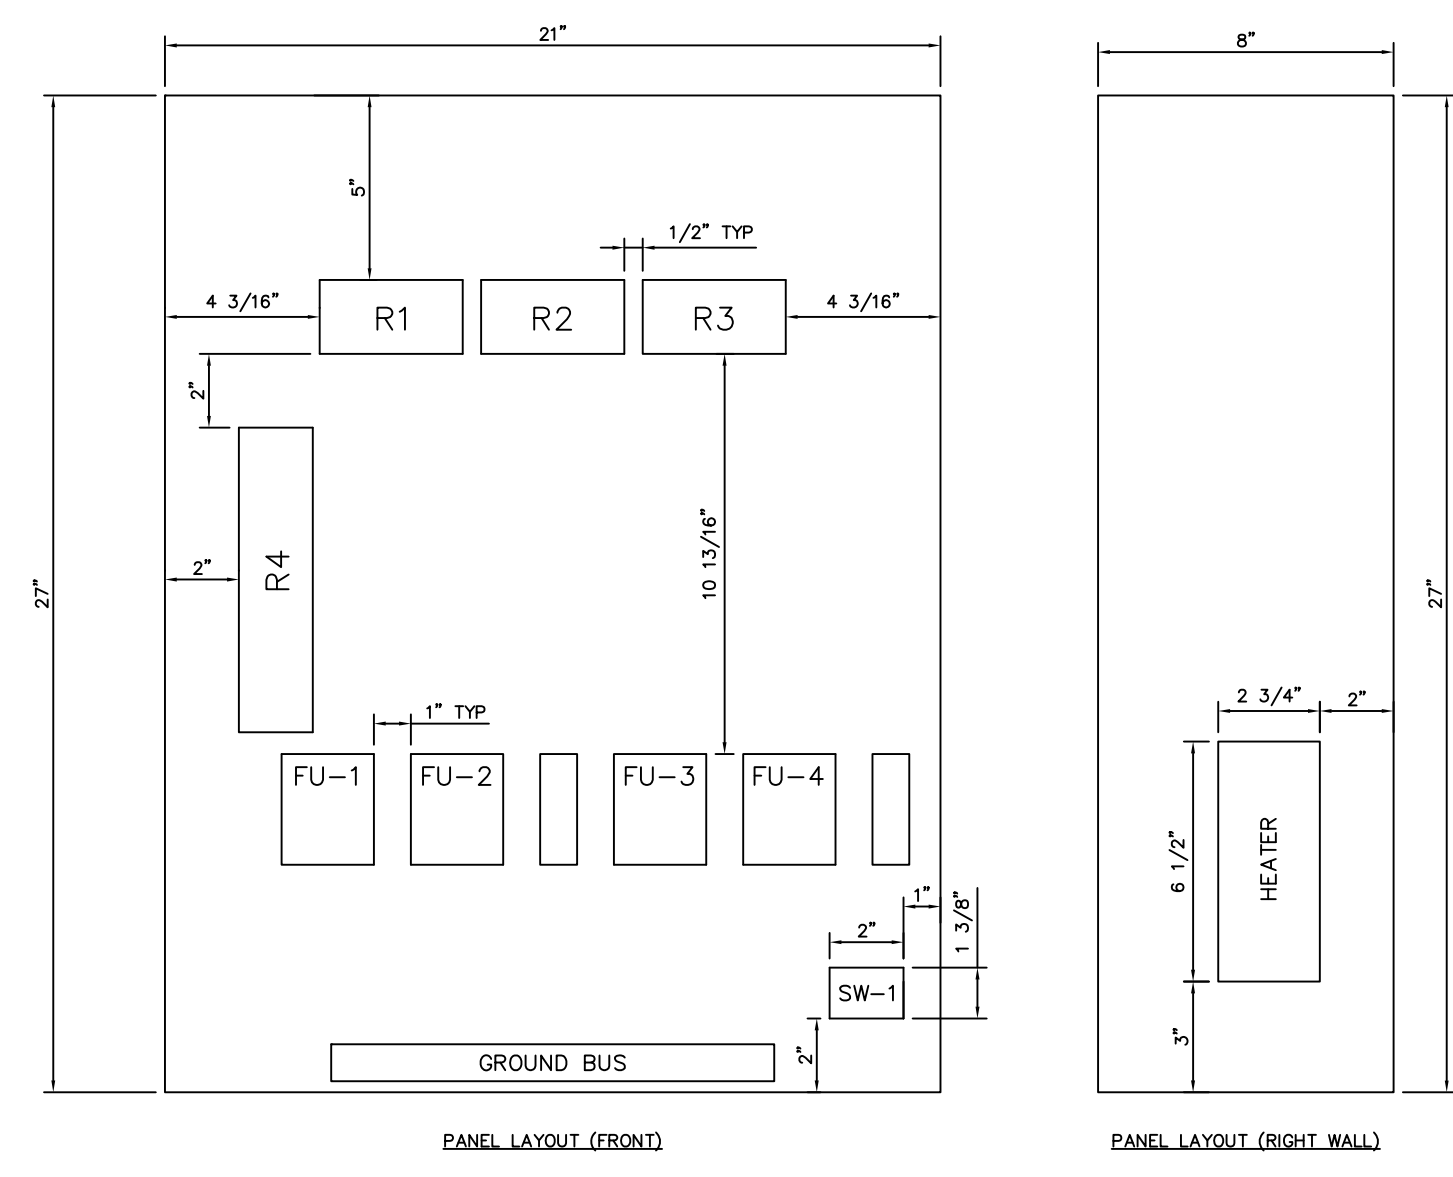 21”
8”
5”
1/2” TYP
4 3/16”
R1
R2
R3
4 3/16”
2”
10 13/16”
R4
2”
27”
27”
1” TYP
2 3/4”
2”
FU-1
FU-2
FU-3
FU-4
6 1/2”
HEATER
1”
1 3/8”
2”
SW-1
2”
3”
GROUND BUS
PANEL LAYOUT (FRONT)
PANEL LAYOUT (RIGHT WALL)